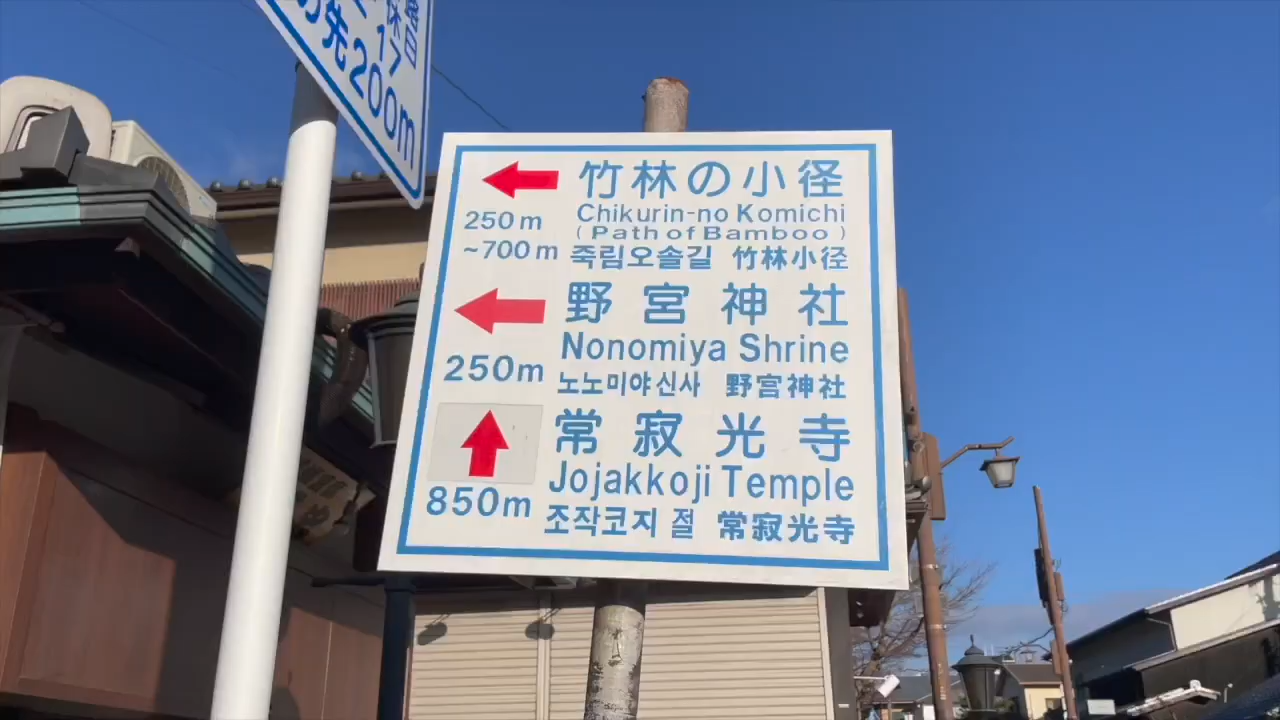 の先200m
休17
竹林の小径
250m
~700m
Chikurin-no Komichi
( Path of Bamboo )
죽림오솔길 竹林小径
野宮神社
Nonomiya Shrine
250m
노노미야신사 野宮神社
常寂光寺
Jojakkoji Temple
850m
조작코지 절 常寂光寺